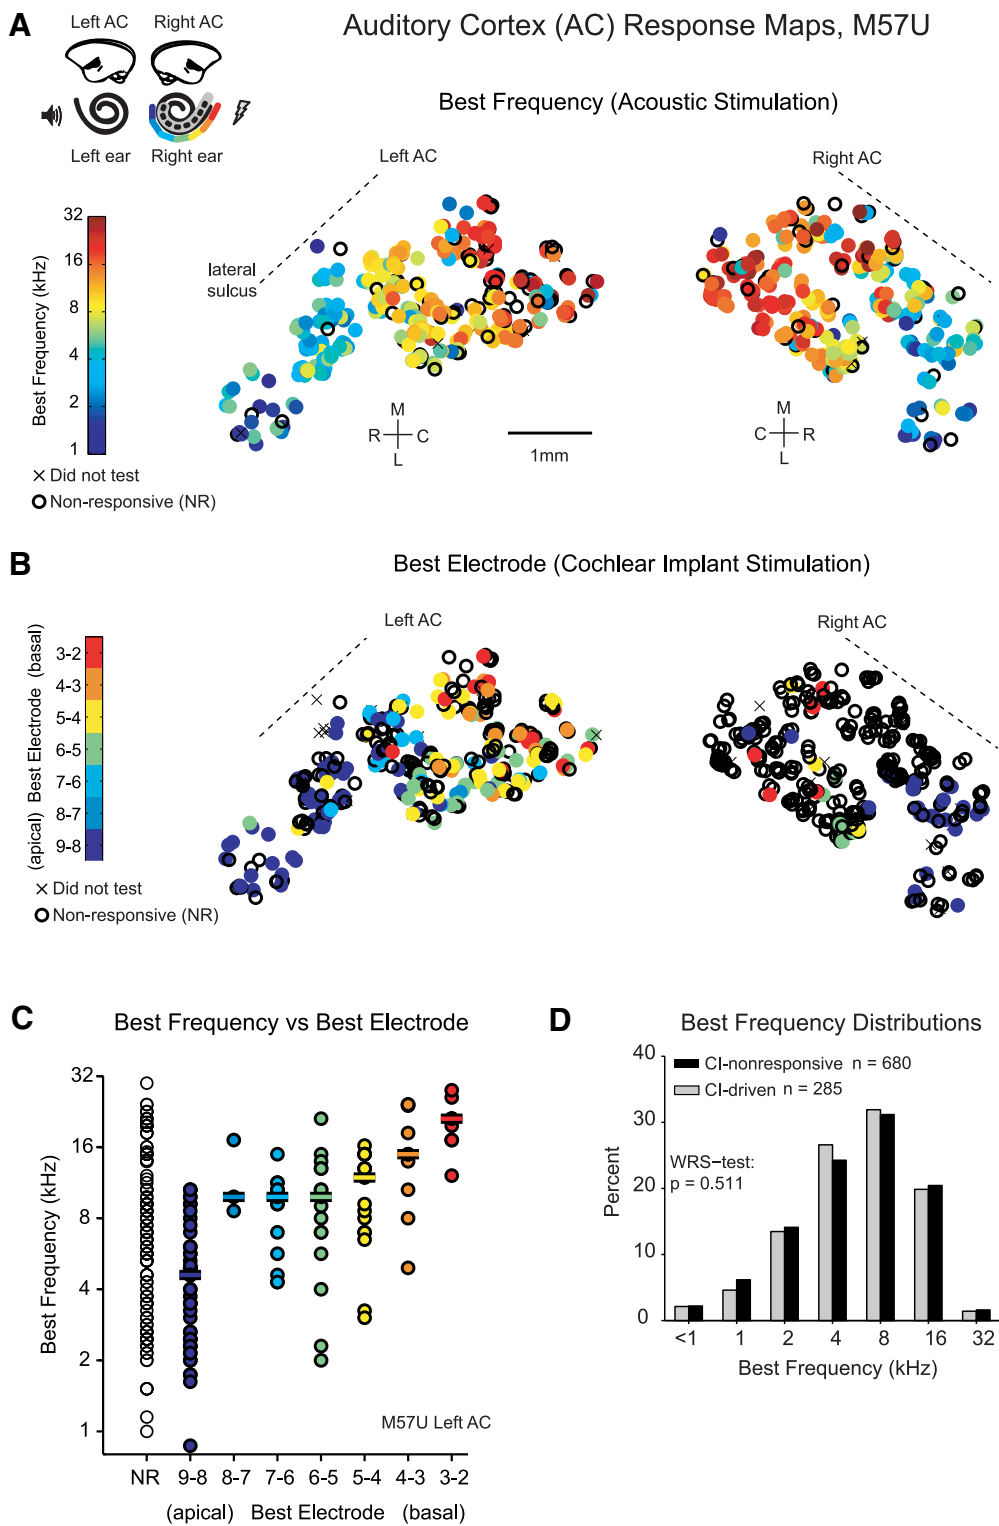 A
Left AC Right AC
Auditory Cortex (AC) Response Maps, M57U
Left ear Right ear
Best Frequency (Acoustic Stimulation)
Left AC
Right AC
lateral
sulcus
Best Frequency (kHz)
32
16
8
4
2
1
× Did not test
Non-responsive (NR)
M
R C
L
1mm
M
C R
L
B
Best Electrode (Cochlear Implant Stimulation)
Left AC
Right AC
(apical) Best Electrode (basal)
3-2
4-3
5-4
6-5
7-6
8-7
9-8
× Did not test
Non-responsive (NR)
C
Best Frequency vs Best Electrode
Best Frequency (kHz)
32
16
8
4
2
1
M57U Left AC
NR 9-8 8-7 7-6 6-5 5-4 4-3 3-2
(apical) Best Electrode (basal)
D
Best Frequency Distributions
Percent
40
30
20
10
0
CI-nonresponsive n = 680
CI-driven n = 285
WRS-test:
p = 0.511
<1 1 2 4 8 16 32
Best Frequency (kHz)